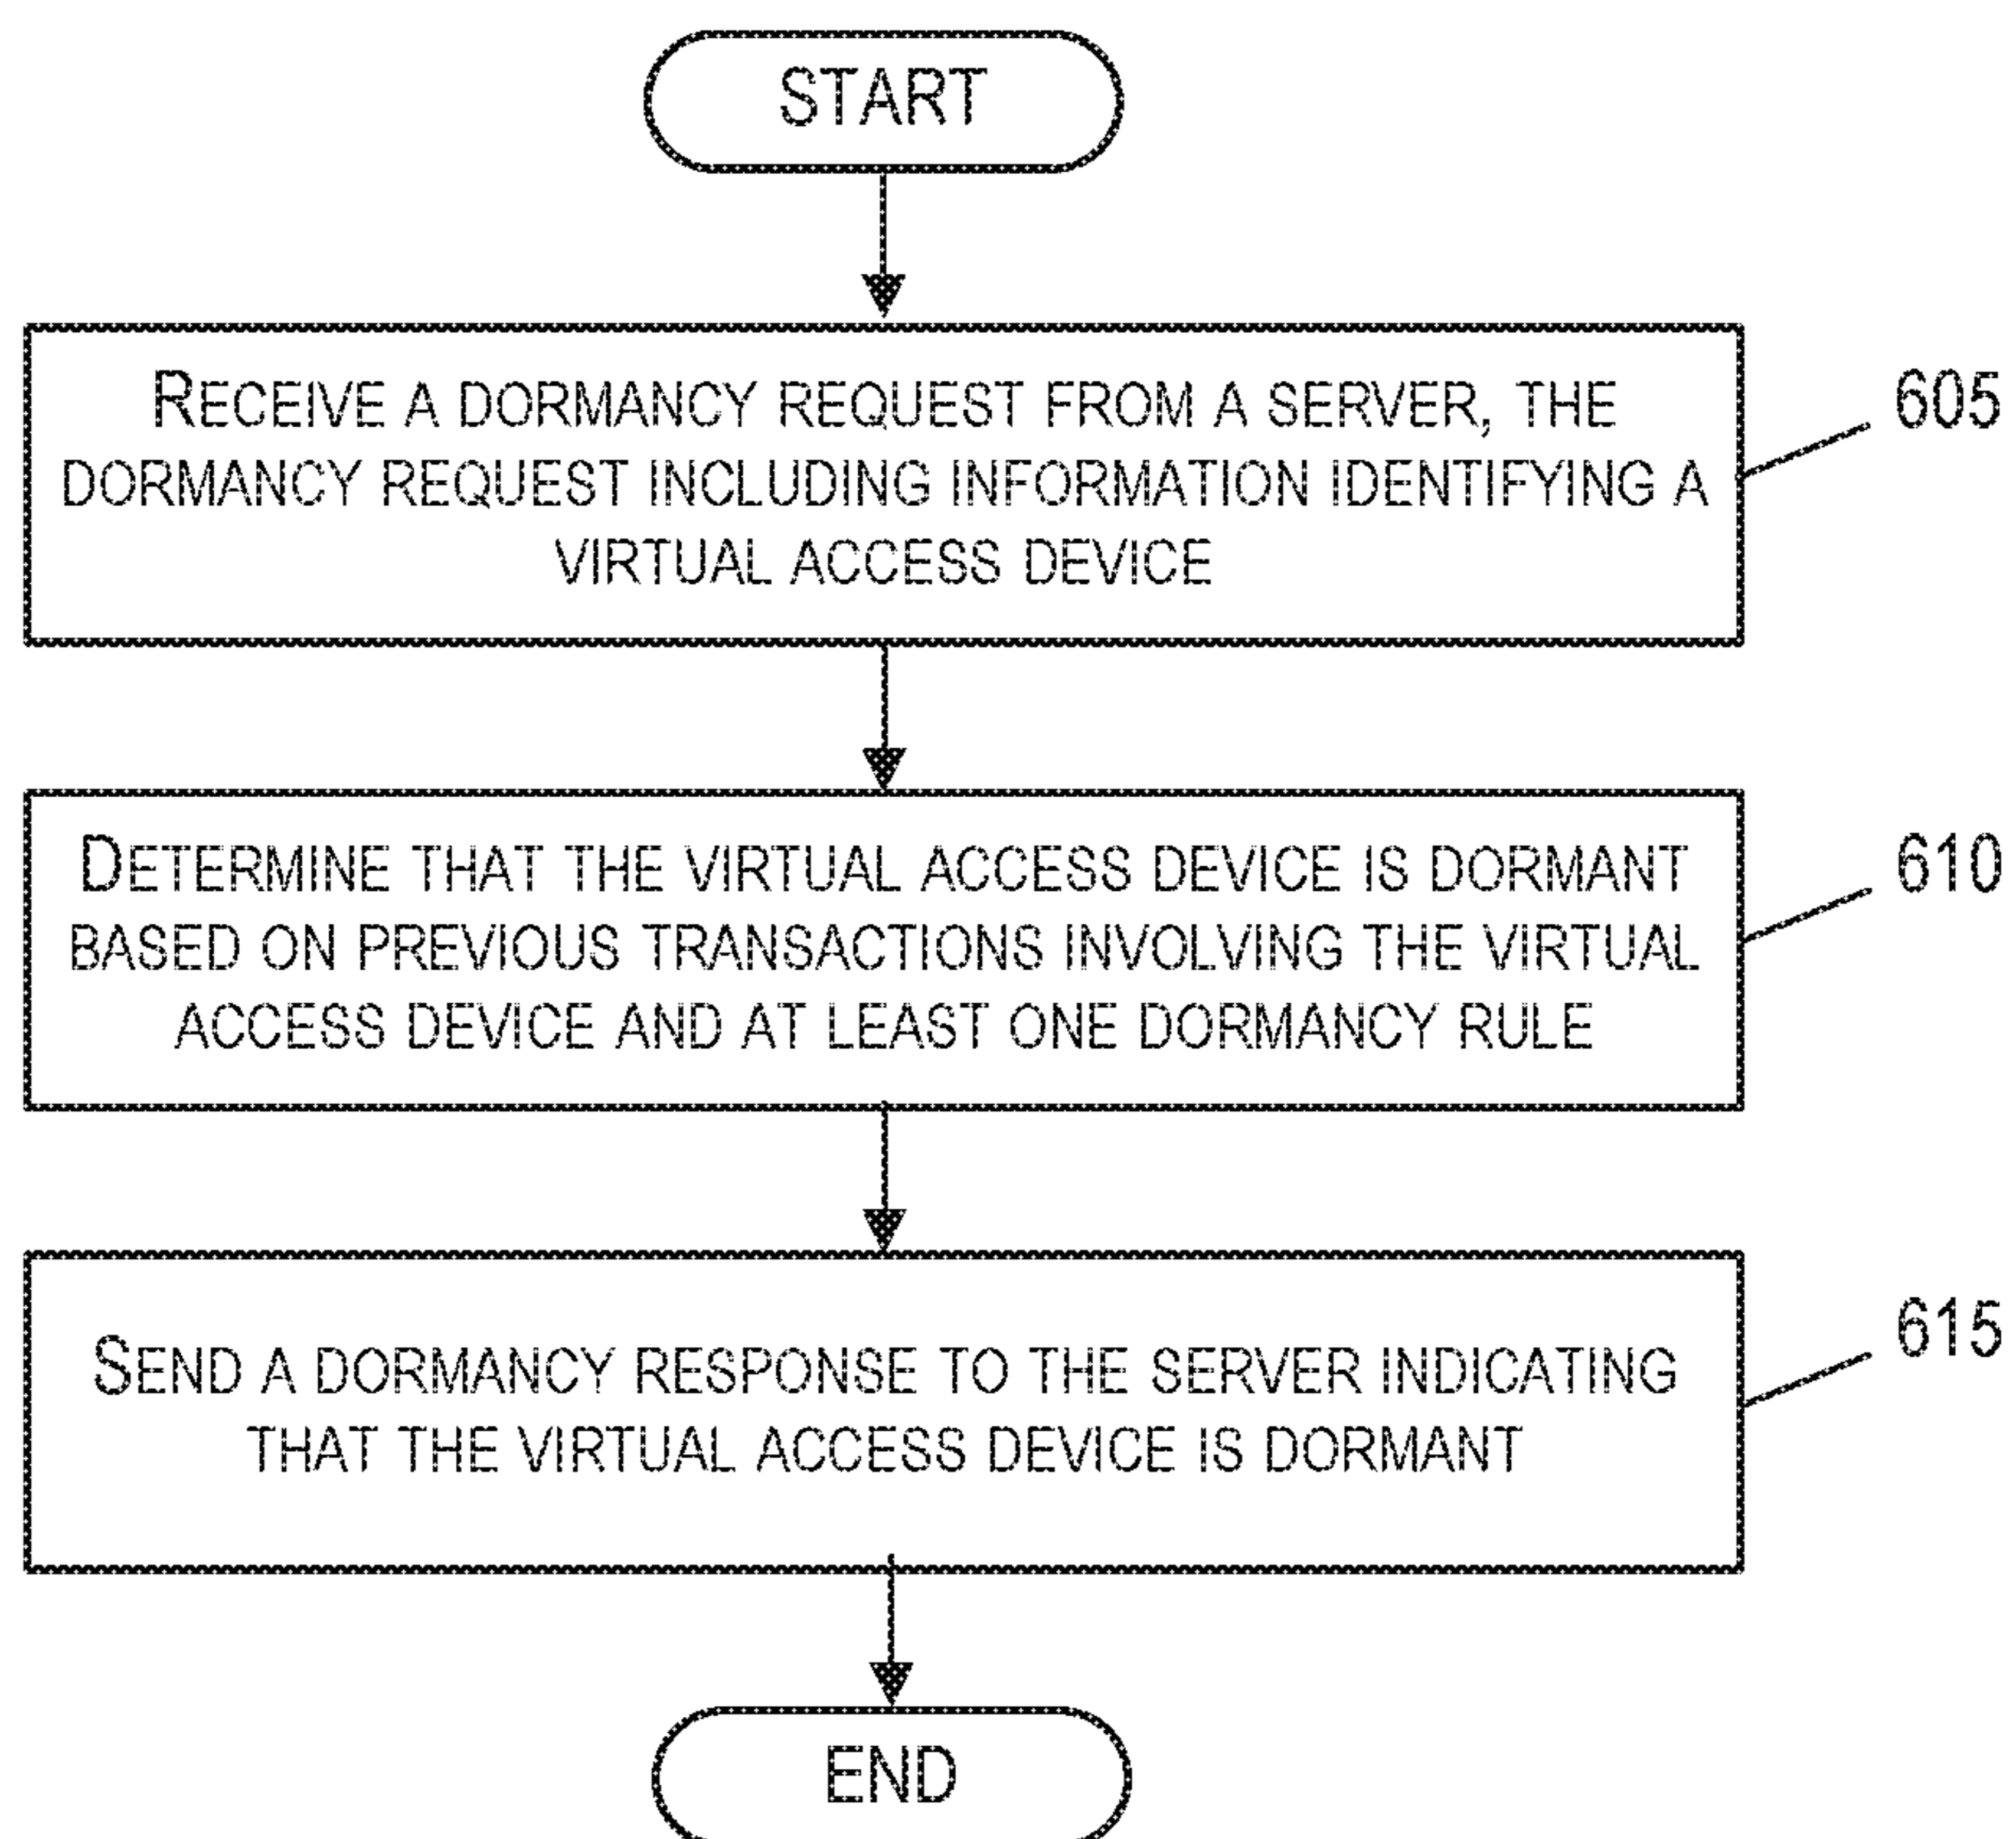 START
RECEIVE A DORMANCY REQUEST FROM A SERVER, THE
DORMANCY REQUEST INCLUDING INFORMATION IDENTIFYING A
VIRTUAL ACCESS DEVICE
605
DETERMINE THAT THE VIRTUAL ACCESS DEVICE IS DORMANT
BASED ON PREVIOUS TRANSACTIONS INVOLVING THE VIRTUAL
ACCESS DEVICE AND AT LEAST ONE DORMANCY RULE
610
SEND A DORMANCY RESPONSE TO THE SERVER INDICATING
THAT THE VIRTUAL ACCESS DEVICE IS DORMANT
615
END